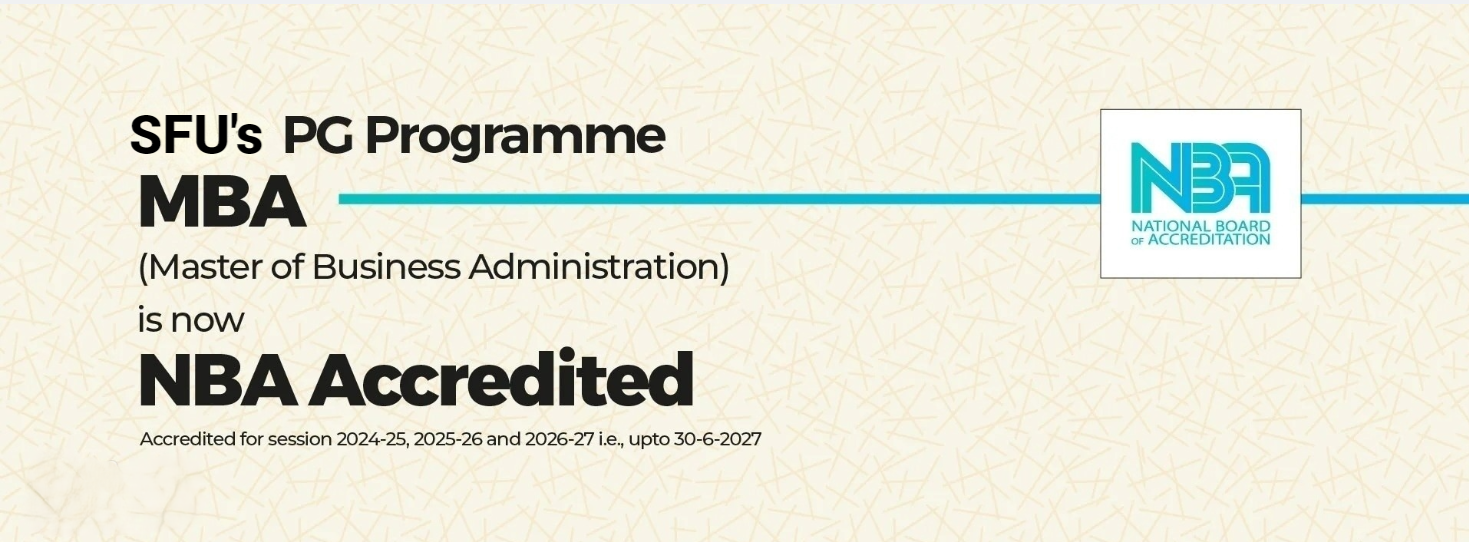 SFU's PG Programme
MBA
(Master of Business Administration)
is now
NBA Accredited
Accredited for session 2024-25, 2025-26 and 2026-27 i.e., upto 30-6-2027
NBA
NATIONAL BOARD
OF ACCREDITATION